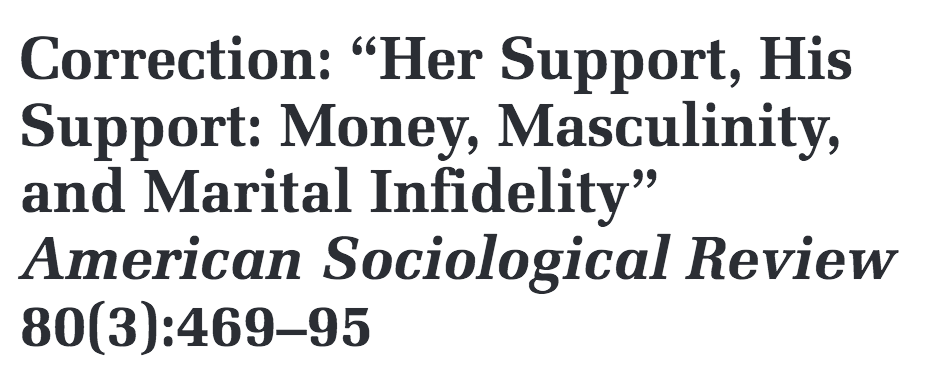 Correction: “Her Support, His
Support: Money, Masculinity,
and Marital Infidelity”
American Sociological Review
80(3):469–95